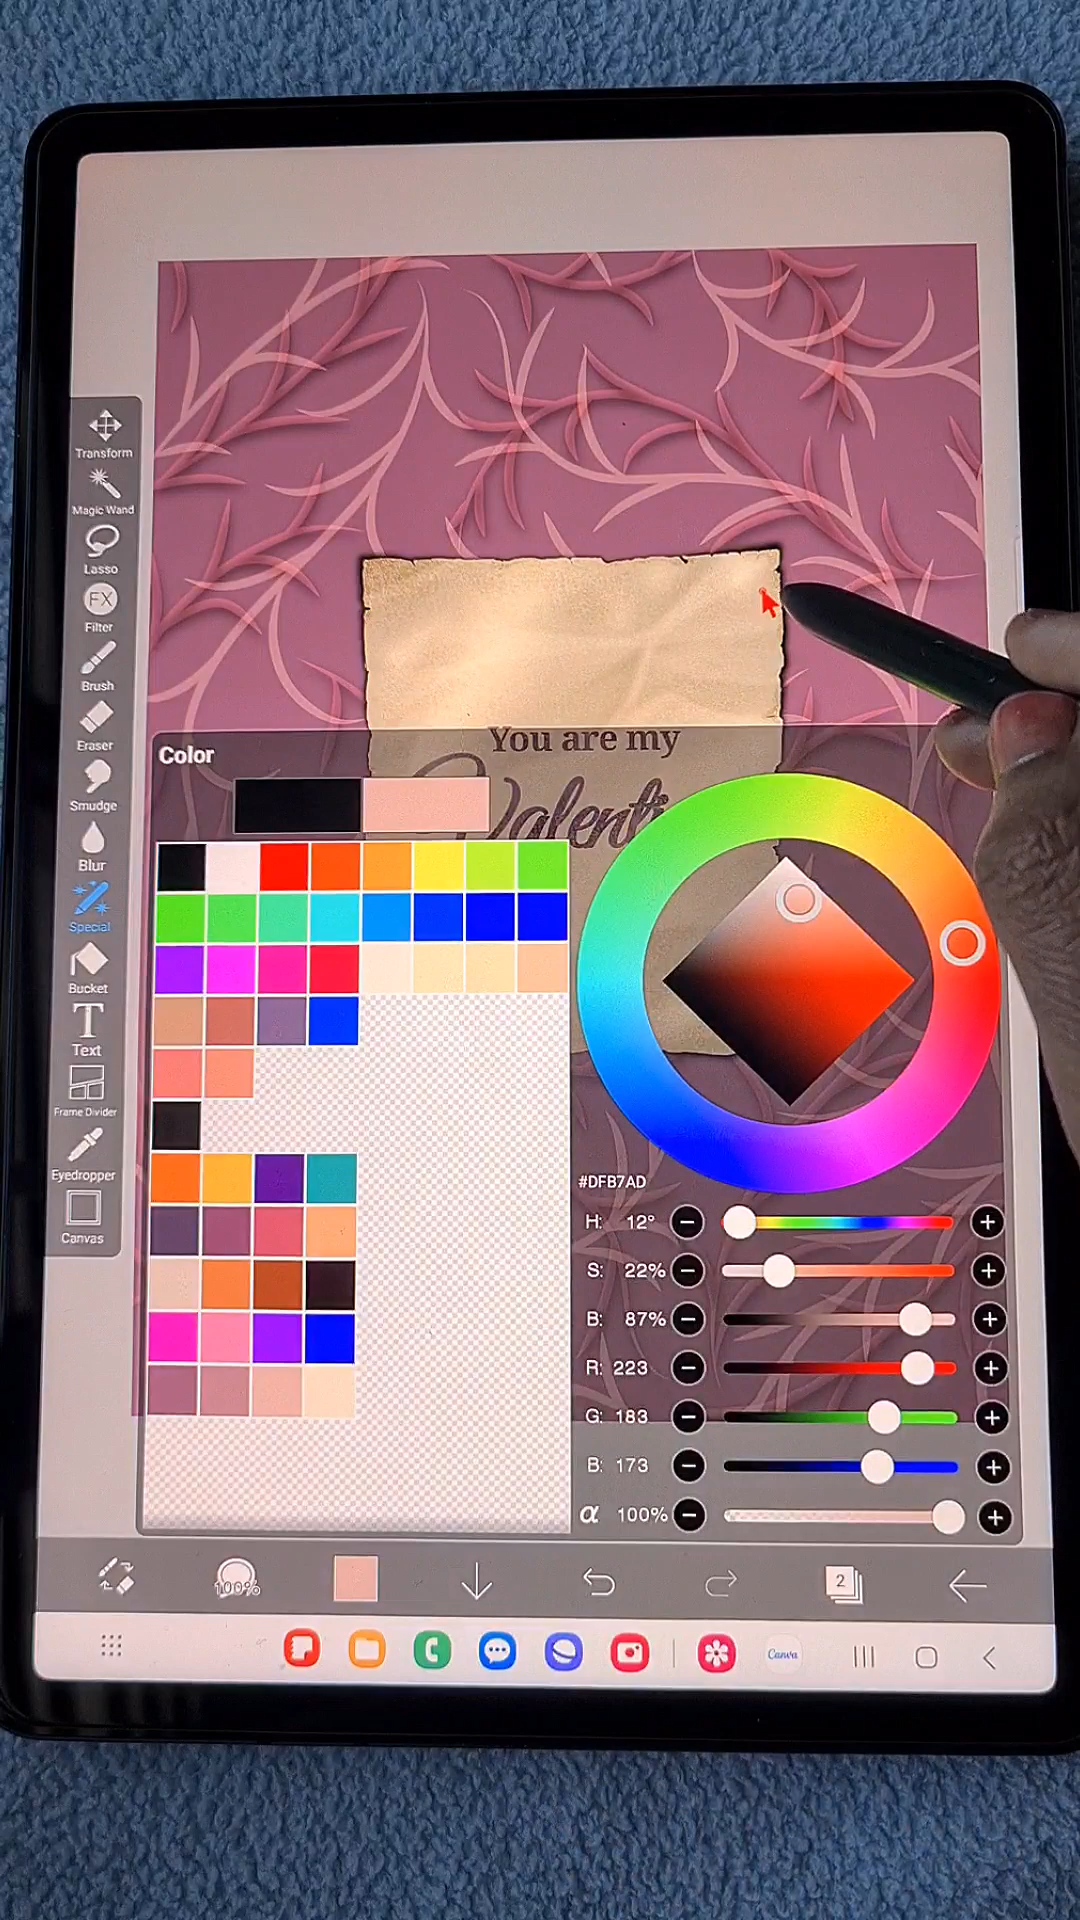 Transform
Magic Wand
Lasso
FX
Filter
Brush
Eraser
Smudge
Blur
Special
Bucket
T
Text
Frame Divider
Eyedropper
Canvas
You are my
Valenti
Color
#DFB7AD
H: 12°
S: 22%
B: 87%
R: 223
G: 183
B: 173
α 100%
100%
2
Canva